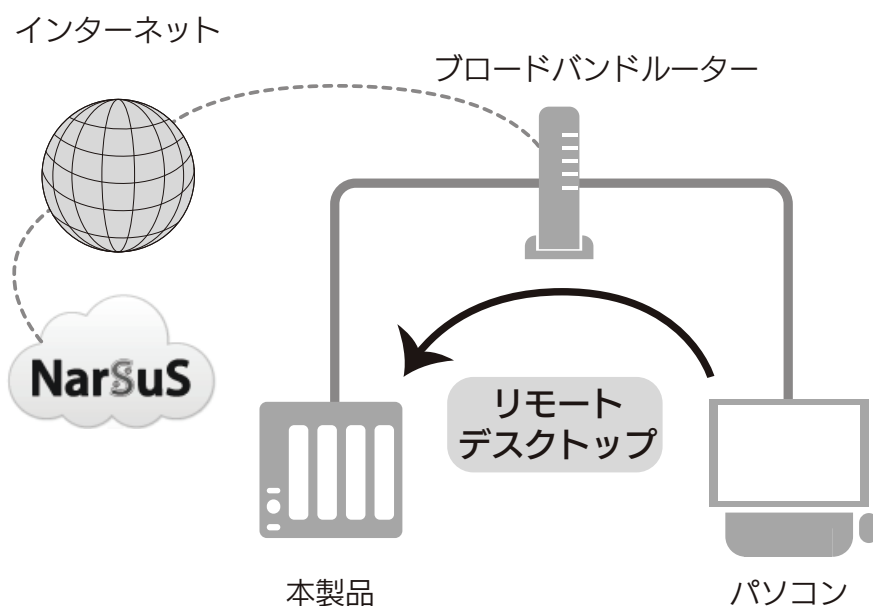 インターネット
ブロードバンドルーター
NarSuS
リモート
デスクトップ
本製品
パソコン